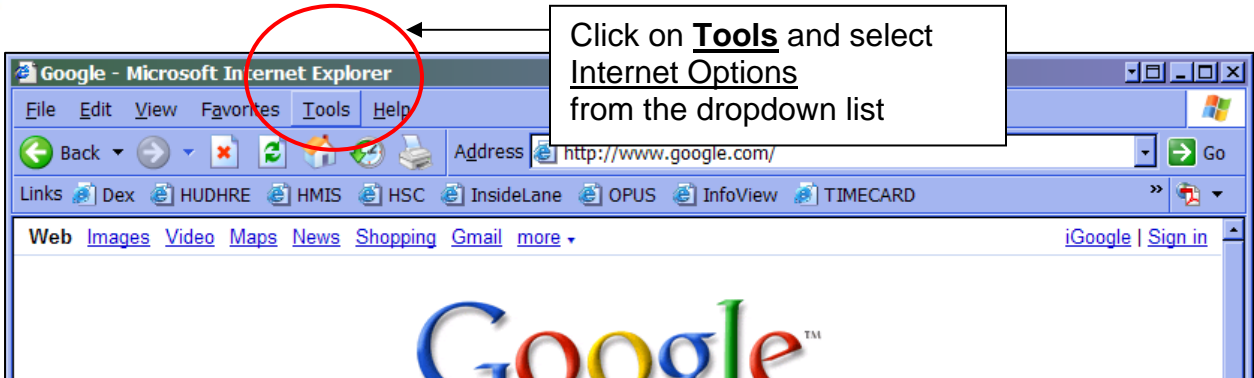 Click on Tools and select
Internet Options
from the dropdown list
Google - Microsoft Internet Explorer
File Edit View Favorites Tools Help
Back Address http://www.google.com/ Go
Links Dex HUDHRE HMIS HSC InsideLane OPUS InfoView TIMECARD »
Web Images Video Maps News Shopping Gmail more iGoogle | Sign in
Google™